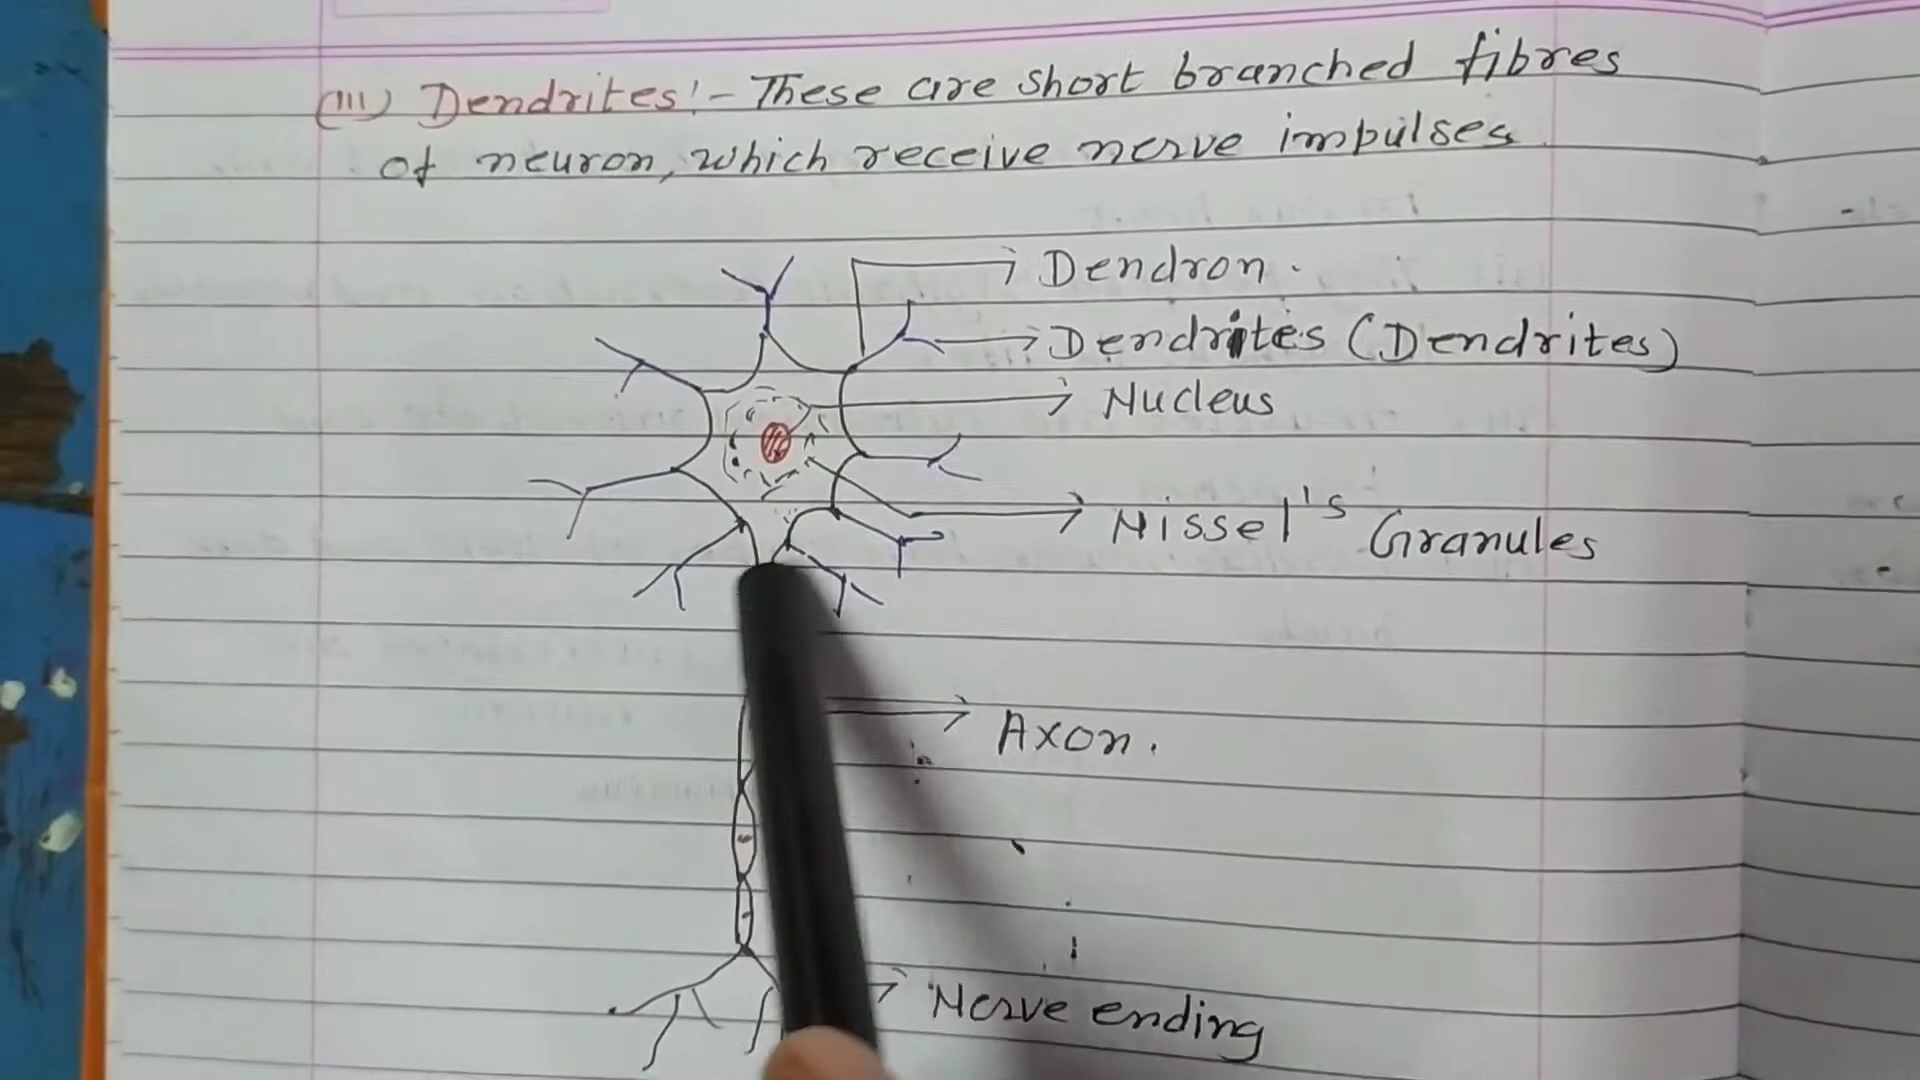 (III) Dendrites:- These are short branched fibres
of neuron, which receive nerve impulses.
Dendron.
Dendrites (Dendrites)
Nucleus
Nissel's Granules
Axon.
Nerve ending